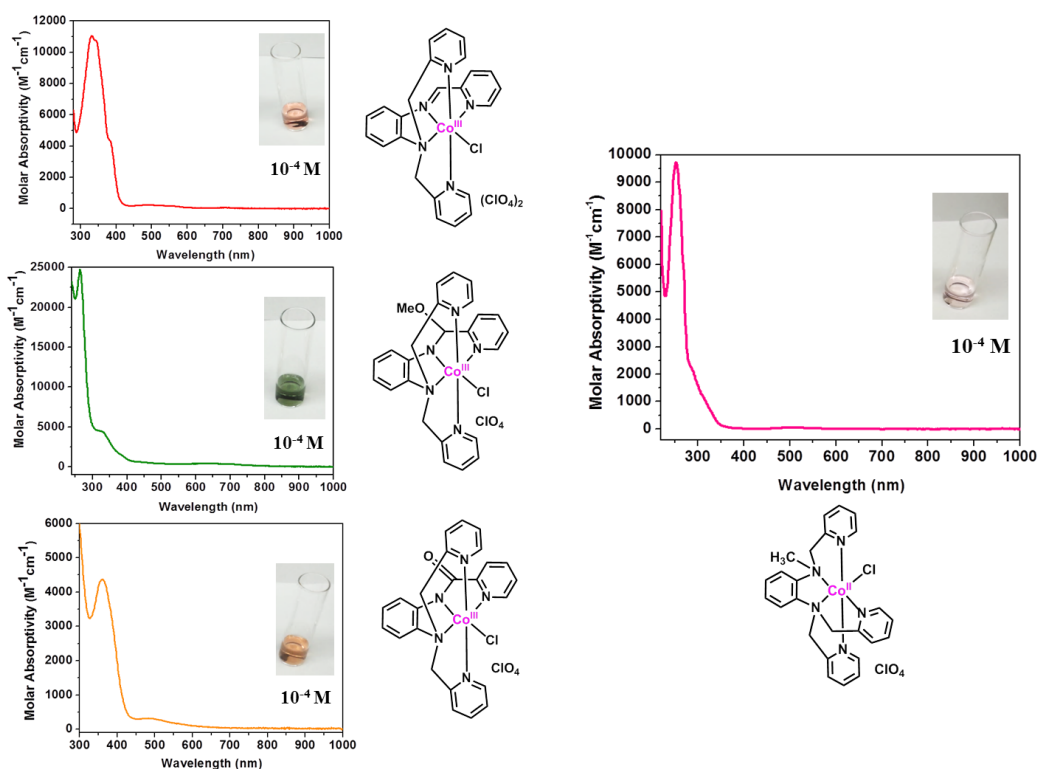 12000
10000
8000
6000
4000
2000
0
Molar Absorptivity (M⁻¹cm⁻¹)
300 400 500 600 700 800 900 1000
Wavelength (nm)
10⁻⁴ M
N
N
N
Co^III
Cl
N
N
(ClO₄)₂
25000
20000
15000
10000
5000
0
Molar Absorptivity (M⁻¹cm⁻¹)
300 400 500 600 700 800 900 1000
Wavelength (nm)
10⁻⁴ M
MeO
N
N
N
Co^III
Cl
N
N
ClO₄
6000
5000
4000
3000
2000
1000
0
Molar Absorptivity (M⁻¹cm⁻¹)
300 400 500 600 700 800 900 1000
Wavelength (nm)
10⁻⁴ M
O
N
N
N
Co^III
Cl
N
N
ClO₄
10000
9000
8000
7000
6000
5000
4000
3000
2000
1000
0
Molar Absorptivity (M⁻¹cm⁻¹)
300 400 500 600 700 800 900 1000
Wavelength (nm)
10⁻⁴ M
N
H₃C
N
Cl
Co^II
N
N
N
ClO₄